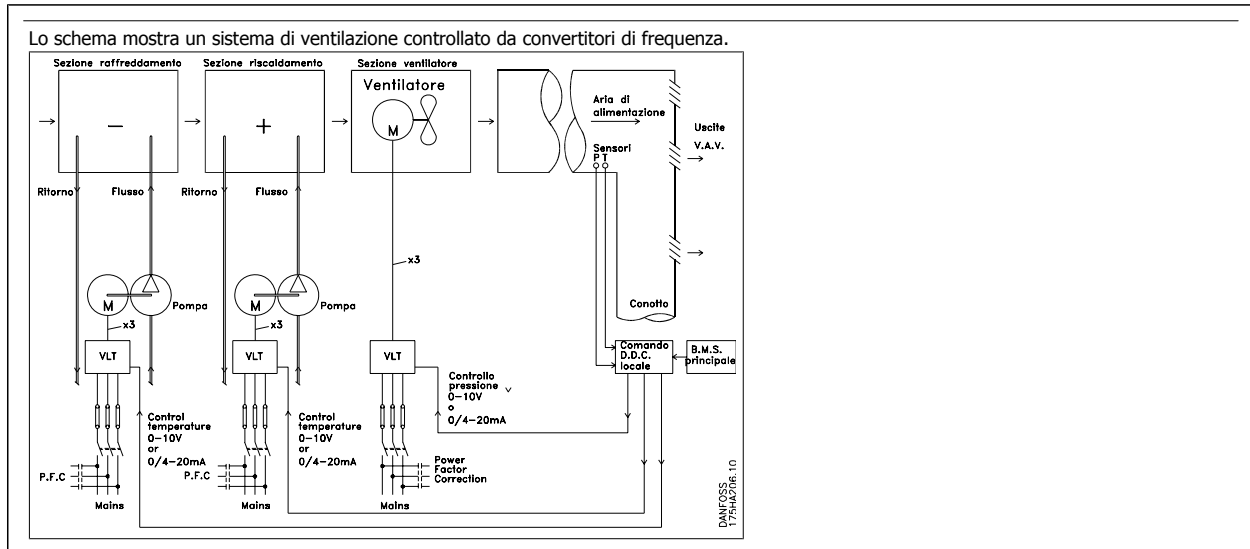 Lo schema mostra un sistema di ventilazione controllato da convertitori di frequenza.
Sezione raffreddamento
Sezione riscaldamento
Sezione ventilatore
Ventilatore
M
Aria di
alimentazione
Sensori
P T
Uscite
V.A.V.
Ritorno
Flusso
Ritorno
Flusso
x3
M
Pompa
M
Pompa
Conotto
x3
x3
VLT
VLT
VLT
Comando
D.D.C.
locale
B.M.S.
principale
Controllo
pressione
0-10V
o
0/4-20mA
Control
temperature
0-10V
or
0/4-20mA
Control
temperature
0-10V
or
0/4-20mA
Power
Factor
Correction
P.F.C
P.F.C
Mains
Mains
Mains
DANFOSS
175HA206.10